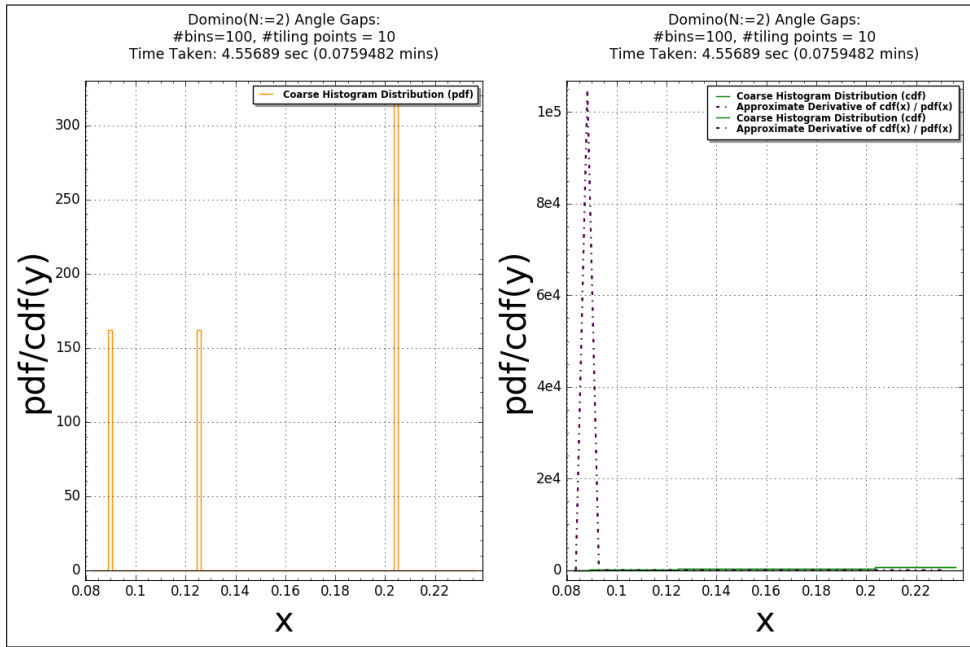 Domino(N:=2) Angle Gaps:
#bins=100, #tiling points = 10
Time Taken: 4.55689 sec (0.0759482 mins)
Coarse Histogram Distribution (pdf)
300
250
200
150
100
50
0
pdf/cdf(y)
0.08 0.1 0.12 0.14 0.16 0.18 0.2 0.22
x
Domino(N:=2) Angle Gaps:
#bins=100, #tiling points = 10
Time Taken: 4.55689 sec (0.0759482 mins)
Coarse Histogram Distribution (cdf)
Approximate Derivative of cdf(x) / pdf(x)
Coarse Histogram Distribution (cdf)
Approximate Derivative of cdf(x) / pdf(x)
1e5
8e4
6e4
4e4
2e4
0
pdf/cdf(y)
0.08 0.1 0.12 0.14 0.16 0.18 0.2 0.22
x